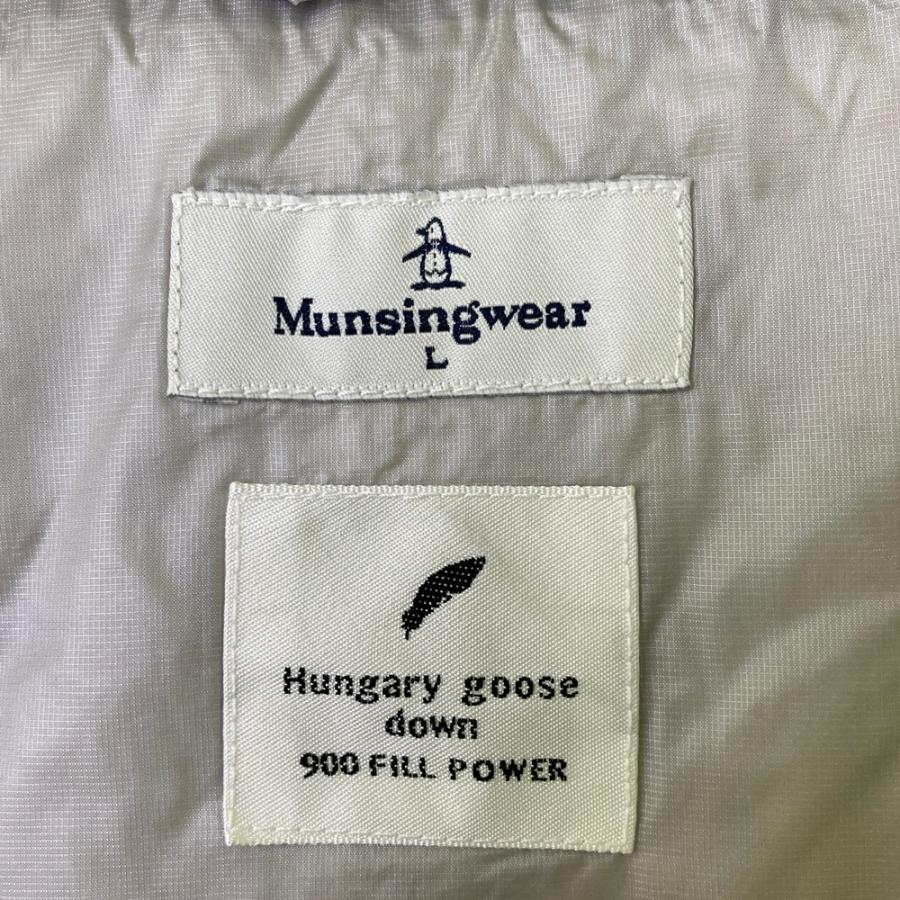 Munsingwear
L
Hungary goose
down
900 FILL POWER